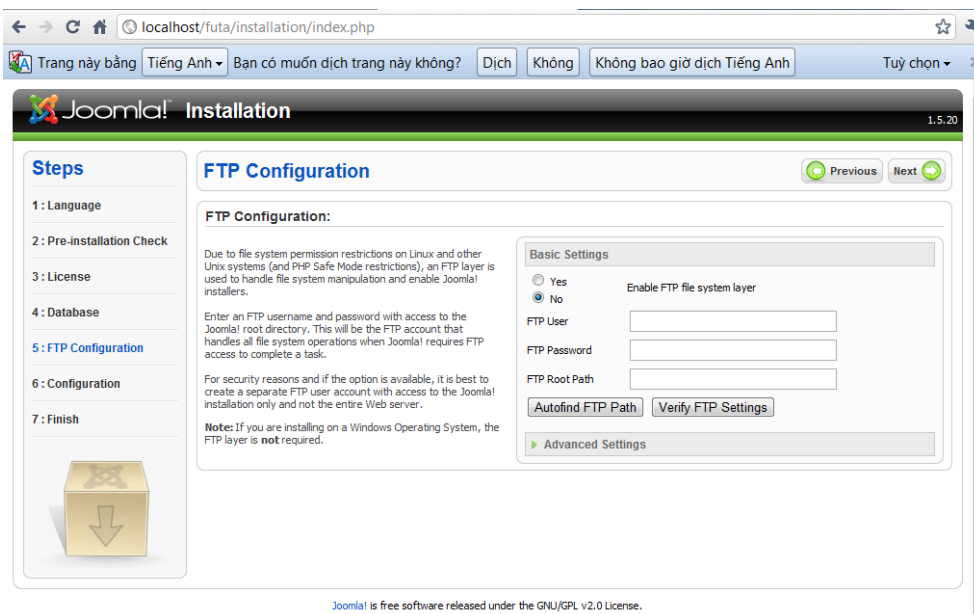 localhost/futa/installation/index.php
Trang này bằng Tiếng Anh Bạn có muốn dịch trang này không? Dịch Không Không bao giờ dịch Tiếng Anh Tuỳ chọn
Joomla! Installation
1.5.20
Steps
1 : Language
2 : Pre-installation Check
3 : License
4 : Database
5 : FTP Configuration
6 : Configuration
7 : Finish
FTP Configuration
Previous Next
FTP Configuration:
Due to file system permission restrictions on Linux and other
Unix systems (and PHP Safe Mode restrictions), an FTP layer is
used to handle file system manipulation and enable Joomla!
installers.
Enter an FTP username and password with access to the
Joomla! root directory. This will be the FTP account that
handles all file system operations when Joomla! requires FTP
access to complete a task.
For security reasons and if the option is available, it is best to
create a separate FTP user account with access to the Joomla!
installation only and not the entire Web server.
Note: If you are installing on a Windows Operating System, the
FTP layer is not required.
Basic Settings
Yes
No
Enable FTP file system layer
FTP User
FTP Password
FTP Root Path
Autofind FTP Path Verify FTP Settings
Advanced Settings
Joomla! is free software released under the GNU/GPL v2.0 License.